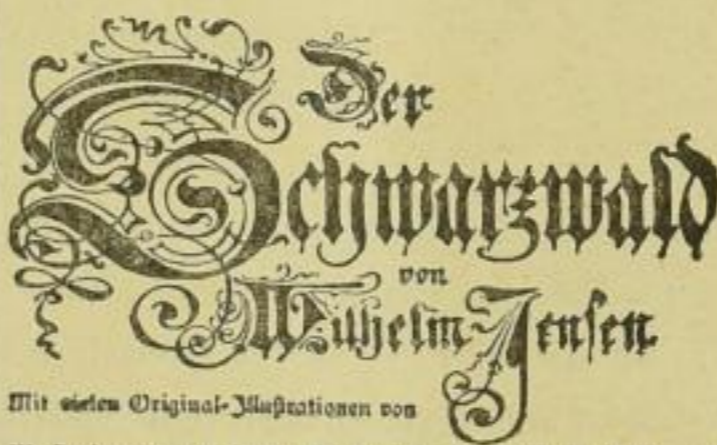 Der
Schwarzwald
von
Wilhelm Jensen.
Mit vielen Original-Illustrationen von